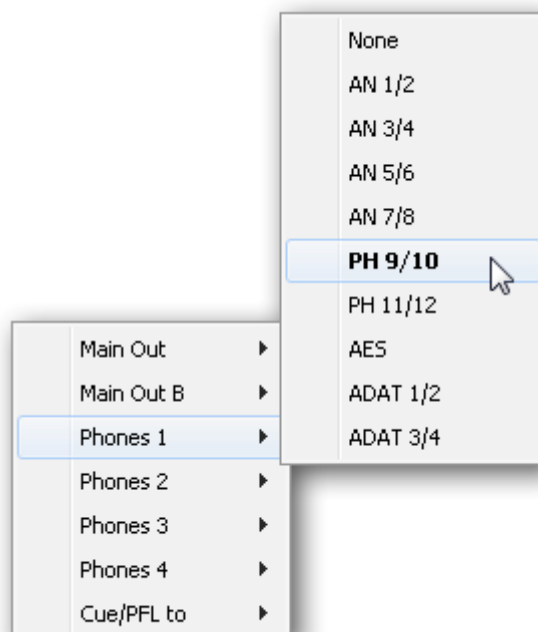 None
AN 1/2
AN 3/4
AN 5/6
AN 7/8
PH 9/10
PH 11/12
AES
ADAT 1/2
ADAT 3/4
Main Out
Main Out B
Phones 1
Phones 2
Phones 3
Phones 4
Cue/PFL to